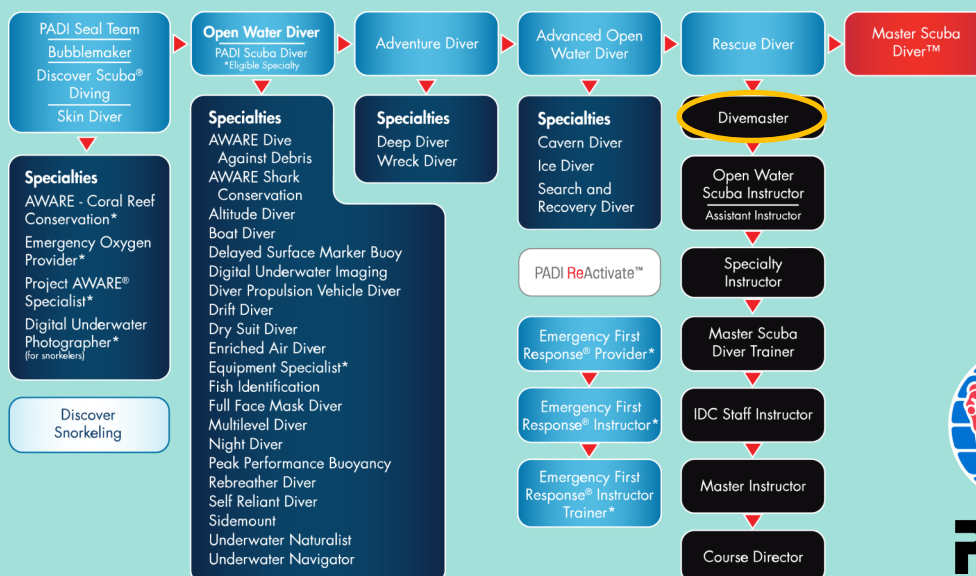 PADI Seal Team
Bubblemaker
Discover Scuba®
Diving
Skin Diver
Specialties
AWARE - Coral Reef
Conservation*
Emergency Oxygen
Provider*
Project AWARE®
Specialist*
Digital Underwater
Photographer*
(for snorkelers)
Discover
Snorkeling
Open Water Diver
PADI Scuba Diver
*Eligible Specialty
Specialties
AWARE Dive
Against Debris
AWARE Shark
Conservation
Altitude Diver
Boat Diver
Delayed Surface Marker Buoy
Digital Underwater Imaging
Diver Propulsion Vehicle Diver
Drift Diver
Dry Suit Diver
Enriched Air Diver
Equipment Specialist*
Fish Identification
Full Face Mask Diver
Multilevel Diver
Night Diver
Peak Performance Buoyancy
Rebreather Diver
Self Reliant Diver
Sidemount
Underwater Naturalist
Underwater Navigator
Adventure Diver
Specialties
Deep Diver
Wreck Diver
Advanced Open
Water Diver
Specialties
Cavern Diver
Ice Diver
Search and
Recovery Diver
PADI ReActivate™
Emergency First
Response® Provider*
Emergency First
Response® Instructor*
Emergency First
Response® Instructor
Trainer*
Rescue Diver
Divemaster
Open Water
Scuba Instructor
Assistant Instructor
Specialty
Instructor
Master Scuba
Diver Trainer
IDC Staff Instructor
Master Instructor
Course Director
Master Scuba
Diver™